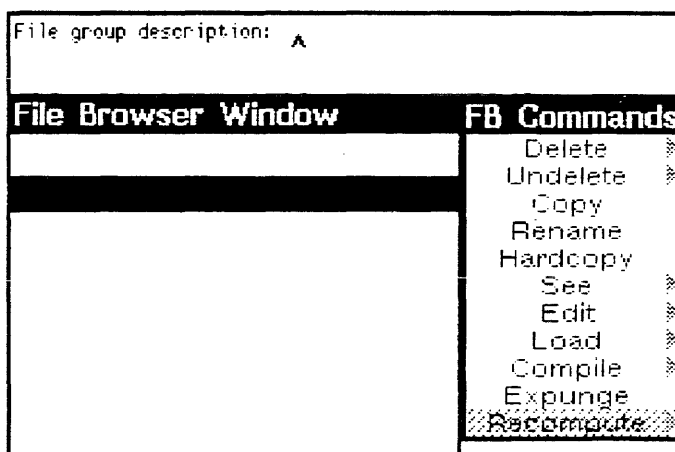 File group description:
File Browser Window
FB Commands
Delete
Undelete
Copy
Rename
Hardcopy
See
Edit
Load
Compile
Expunge
Recompute